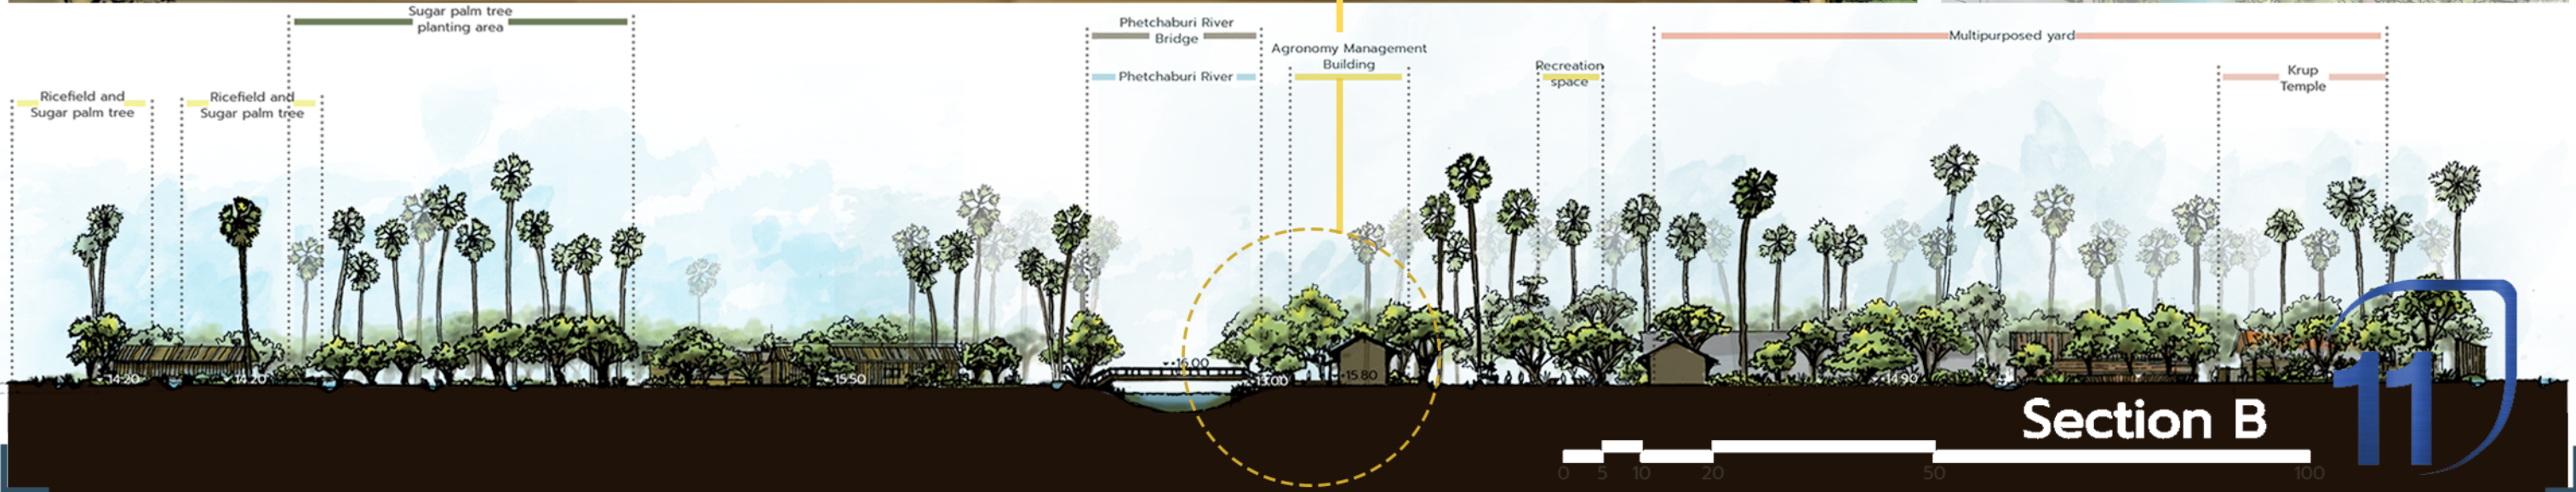 Sugar palm tree
planting area
Phetchaburi River
Bridge
Phetchaburi River
Agronomy Management
Building
Recreation
space
Multipurposed yard
Krup
Temple
Ricefield and
Sugar palm tree
Ricefield and
Sugar palm tree
14.20
14.20
15.50
+16.00
13.00
+15.80
14.90
Section B
0 5 10 20 50 100
11